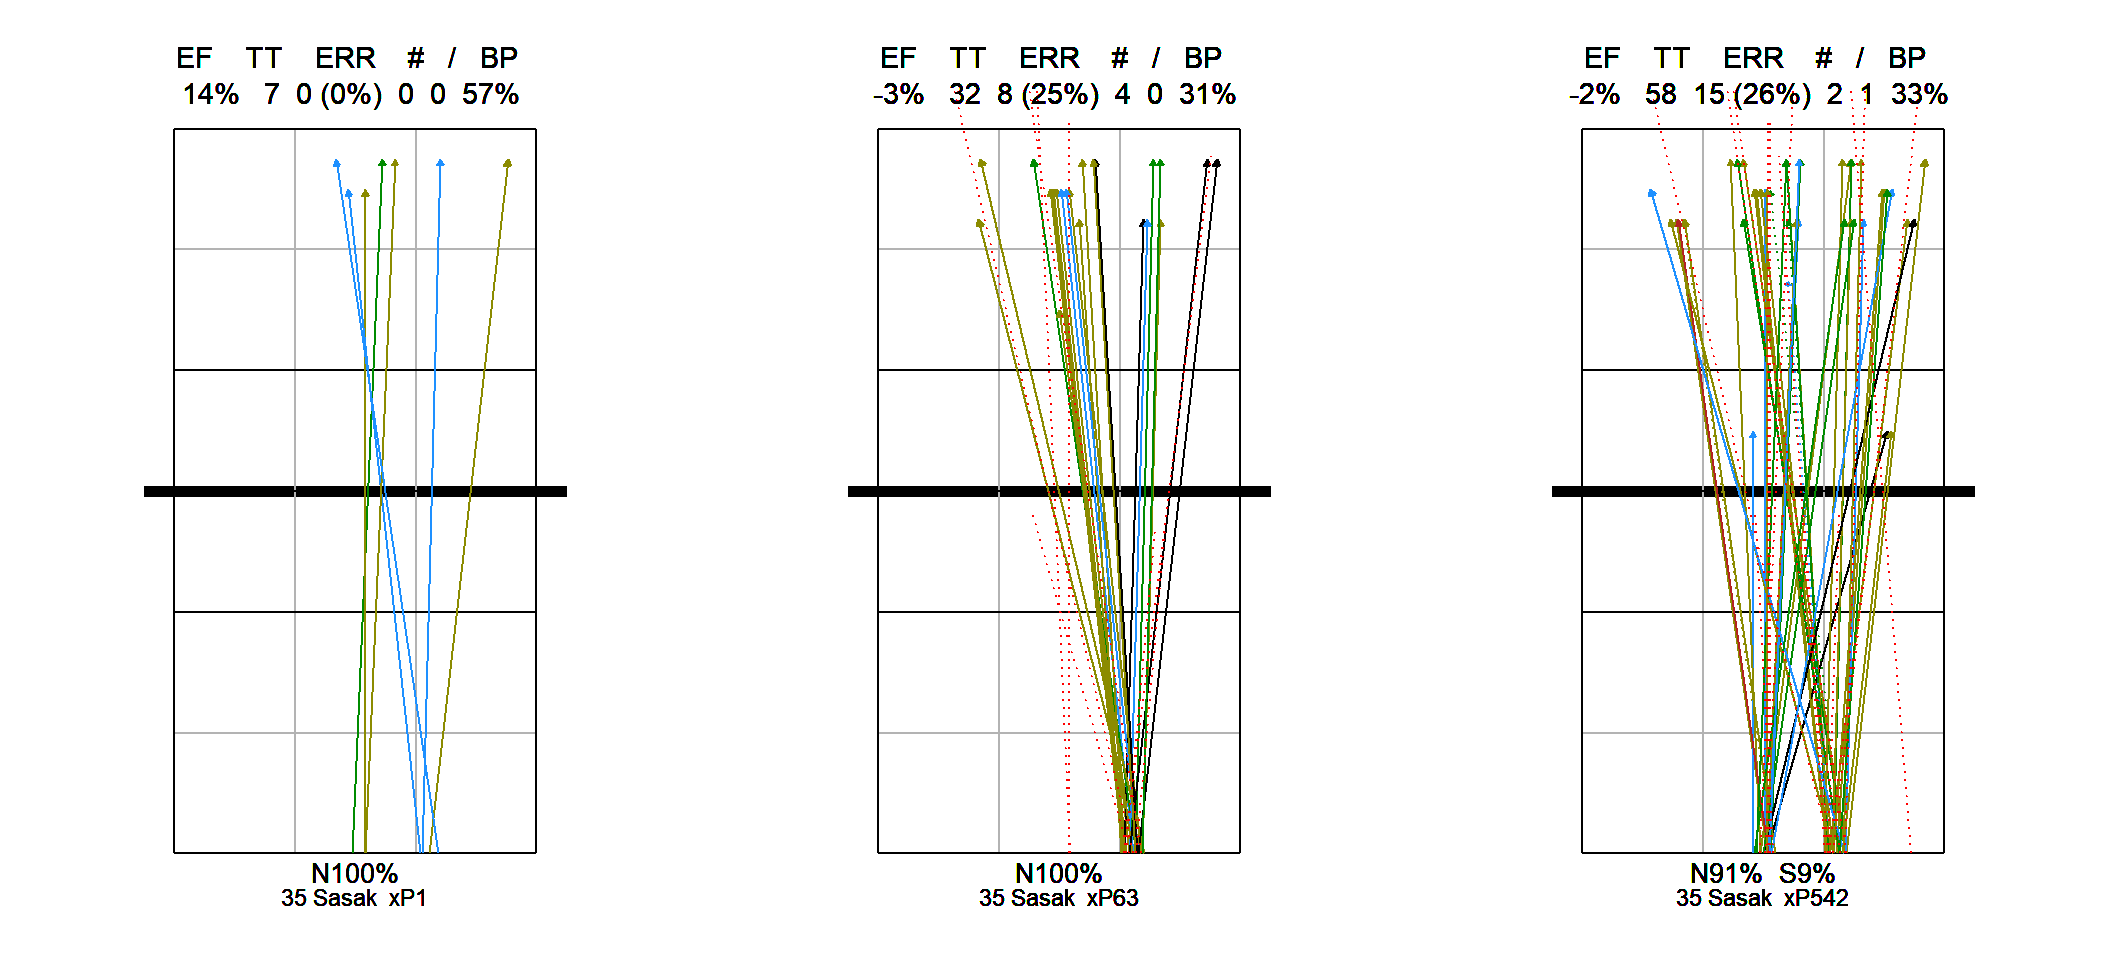 EF TT ERR # / BP
14% 7 0 (0%) 0 0 57%
N100%
35 Sasak xP1
EF TT ERR # / BP
-3% 32 8 (25%) 4 0 31%
N100%
35 Sasak xP63
EF TT ERR # / BP
-2% 58 15 (26%) 2 1 33%
N91% S9%
35 Sasak xP542